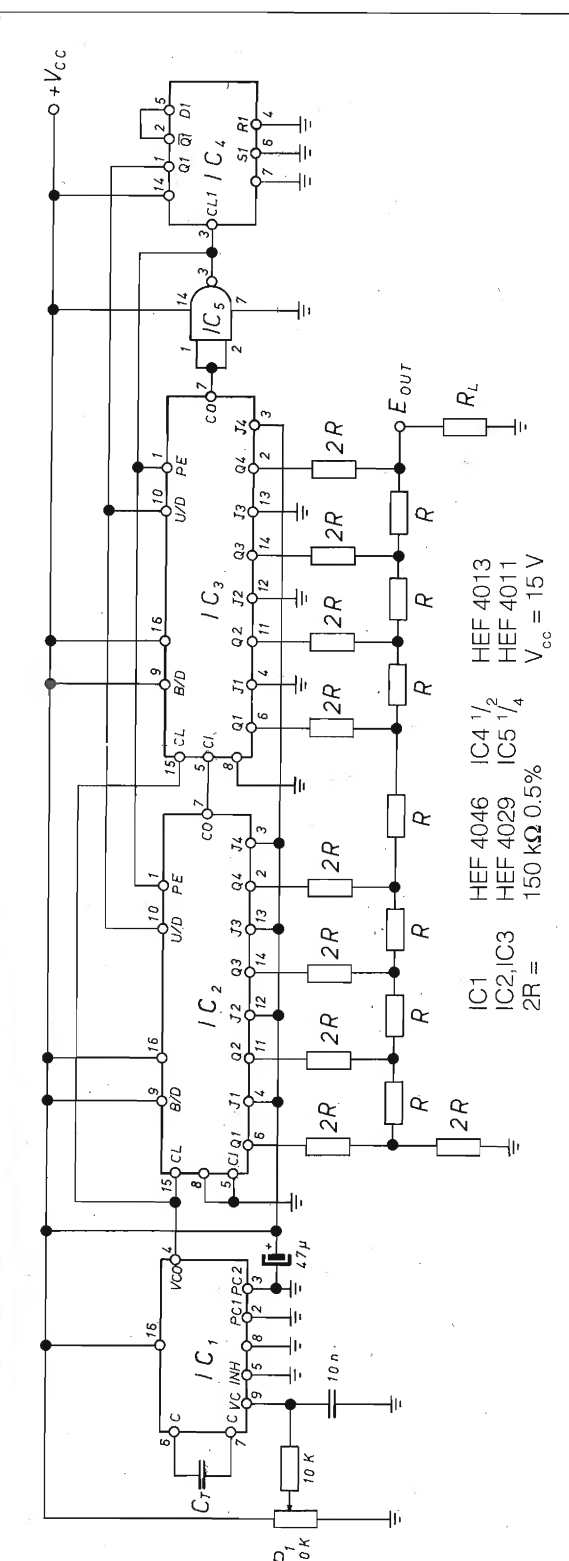 +Vcc
16
6
C
C
7
CT
IC1
VCO
4
VC
9
INH
5
8
PC1
2
PC2
3
10K
10n
+
47µ
9
B/D
16
10
U/D
1
PE
15
CL
8
5
CI
IC2
CO
7
Q1
6
J1
4
Q2
11
J2
12
Q3
14
J3
13
Q4
2
J4
3
9
B/D
16
10
U/D
1
PE
15
CL
5
CI
8
IC3
CO
7
Q1
6
J1
4
Q2
11
J2
12
Q3
14
J3
13
Q4
2
J4
3
1
2
14
IC5
3
7
14
1
Q1
2
Q̅1
5
D1
3
CL1
IC4
7
S1
6
R1
4
2R
2R
2R
2R
2R
2R
2R
2R
2R
R
R
R
R
R
R
R
EOUT
RL
IC1 HEF 4046 IC4 1/2 HEF 4013
IC2,IC3 HEF 4029 IC5 1/4 HEF 4011
2R = 150 kΩ 0.5% Vcc = 15 V